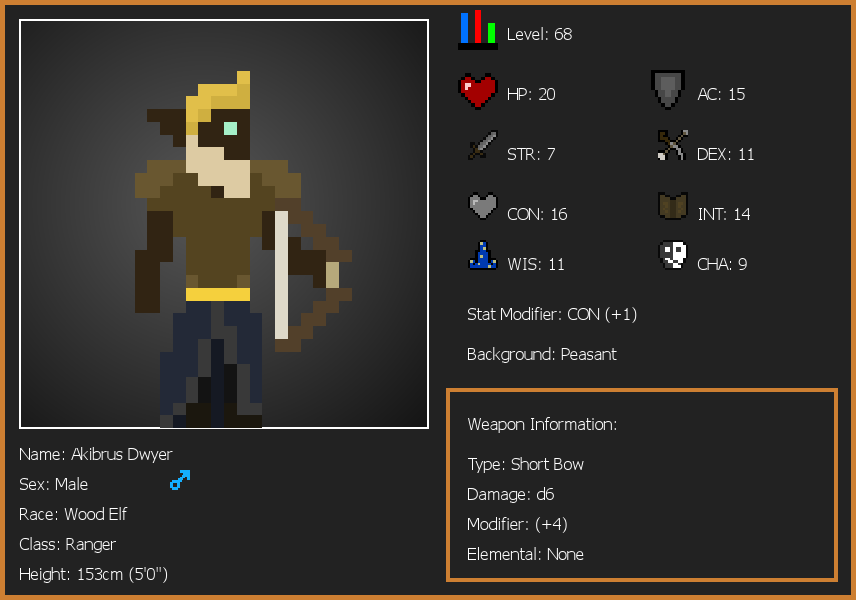 Level: 68
HP: 20
AC: 15
STR: 7
DEX: 11
CON: 16
INT: 14
WIS: 11
CHA: 9
Stat Modifier: CON (+1)
Background: Peasant
Weapon Information:
Type: Short Bow
Damage: d6
Modifier: (+4)
Elemental: None
Name: Akibrus Dwyer
Sex: Male
Race: Wood Elf
Class: Ranger
Height: 153cm (5'0")